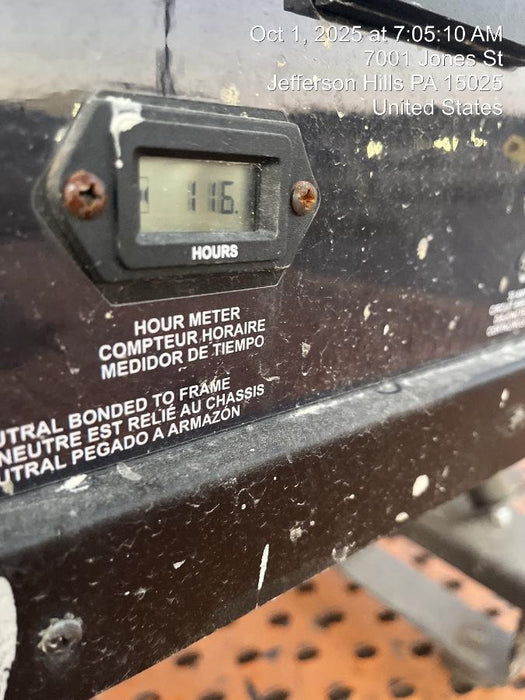 Oct 1, 2025 at 7:05:10 AM
7001 Jones St
Jefferson Hills PA 15025
United States
116.
HOURS
HOUR METER
COMPTEUR HORAIRE
MEDIDOR DE TIEMPO
UTRAL BONDED TO FRAME
NEUTRE EST RELIÉ AU CHASSIS
UTRAL PEGADO A ARMAZÓN